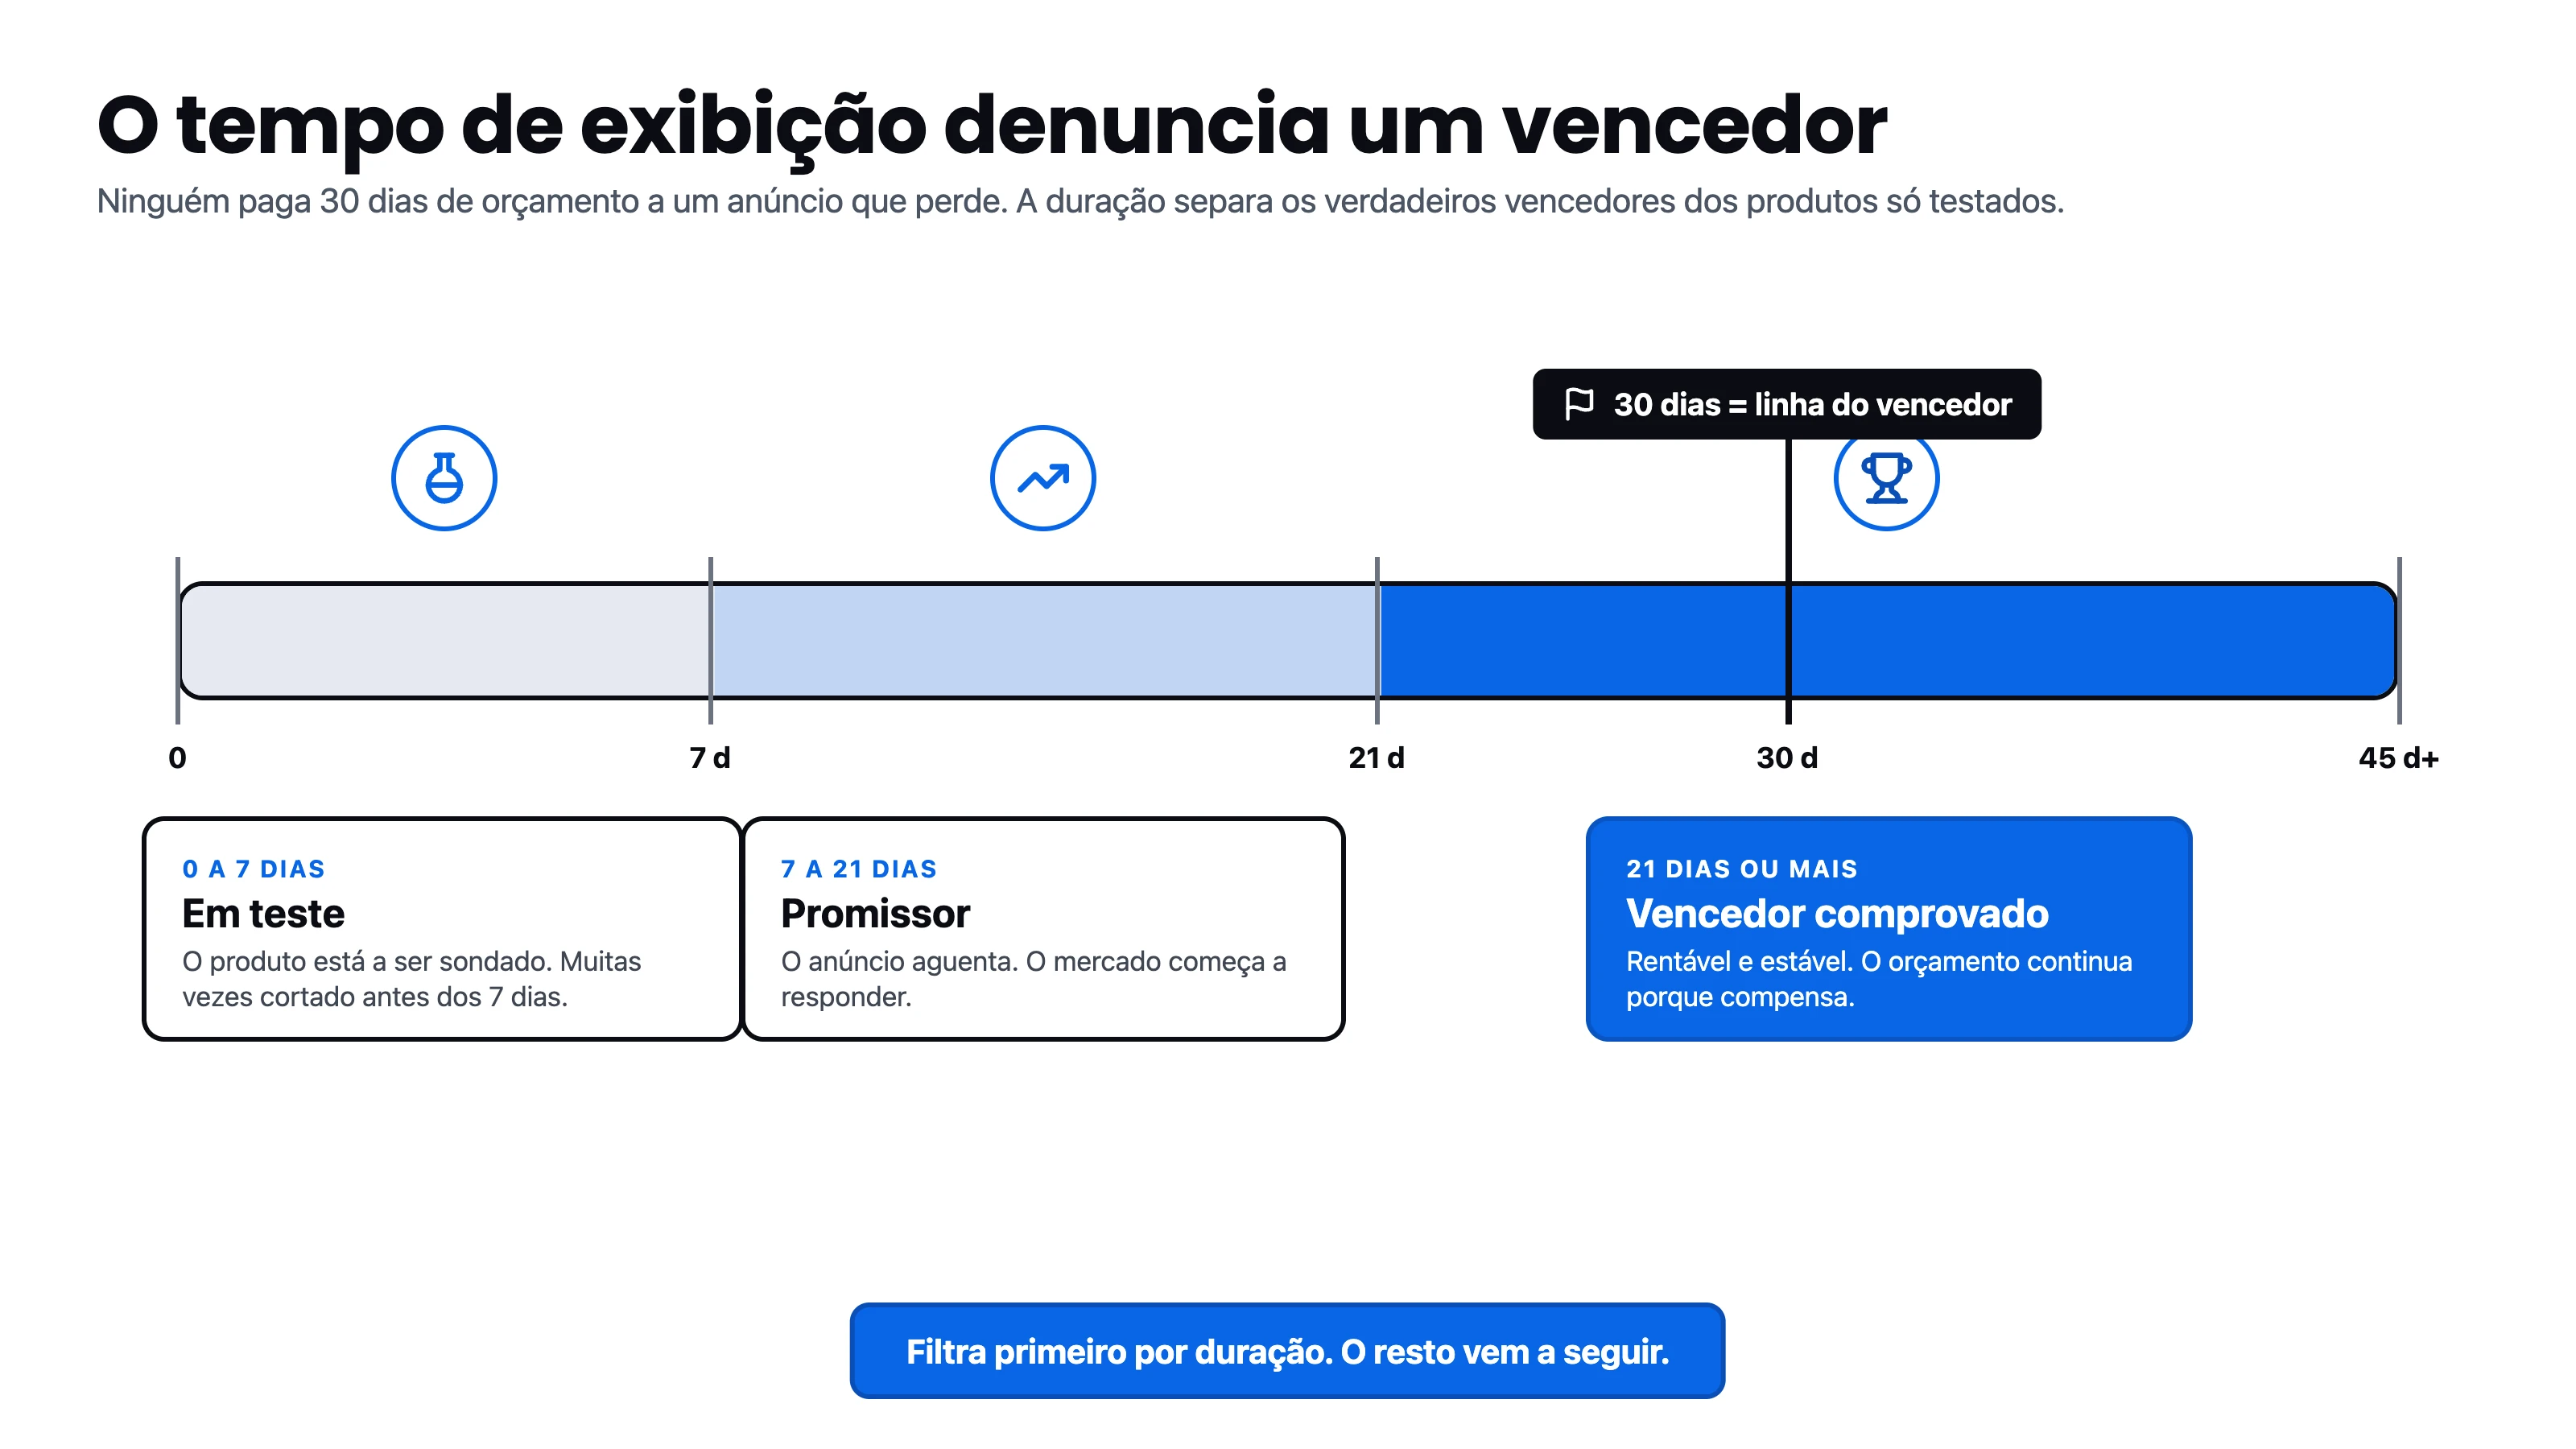 O tempo de exibição denuncia um vencedor
Ninguém paga 30 dias de orçamento a um anúncio que perde. A duração separa os verdadeiros vencedores dos produtos só testados.
30 dias = linha do vencedor
0
7 d
21 d
30 d
45 d+
0 A 7 DIAS
Em teste
O produto está a ser sondado. Muitas
vezes cortado antes dos 7 dias.
7 A 21 DIAS
Promissor
O anúncio aguenta. O mercado começa a
responder.
21 DIAS OU MAIS
Vencedor comprovado
Rentável e estável. O orçamento continua
porque compensa.
Filtra primeiro por duração. O resto vem a seguir.